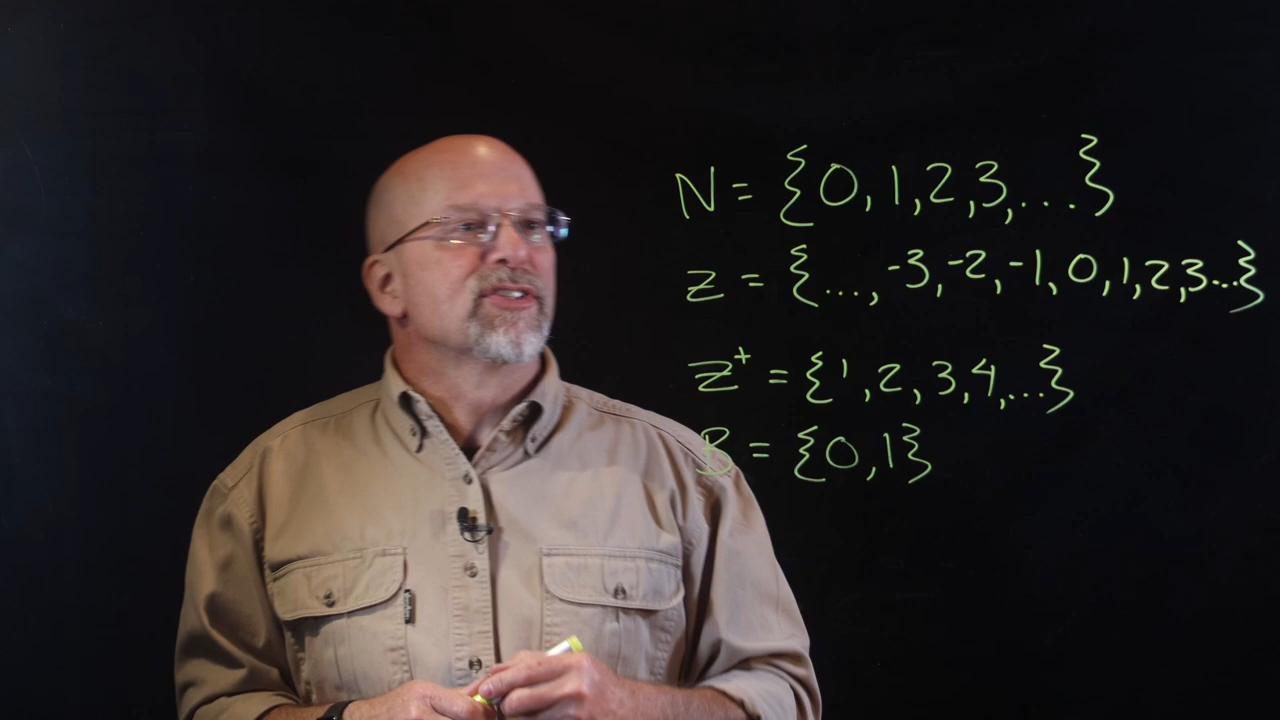 N = {0, 1, 2, 3, ...}
Z = {..., -3, -2, -1, 0, 1, 2, 3...}
Z⁺ = {1, 2, 3, 4, ...}
B = {0, 1}